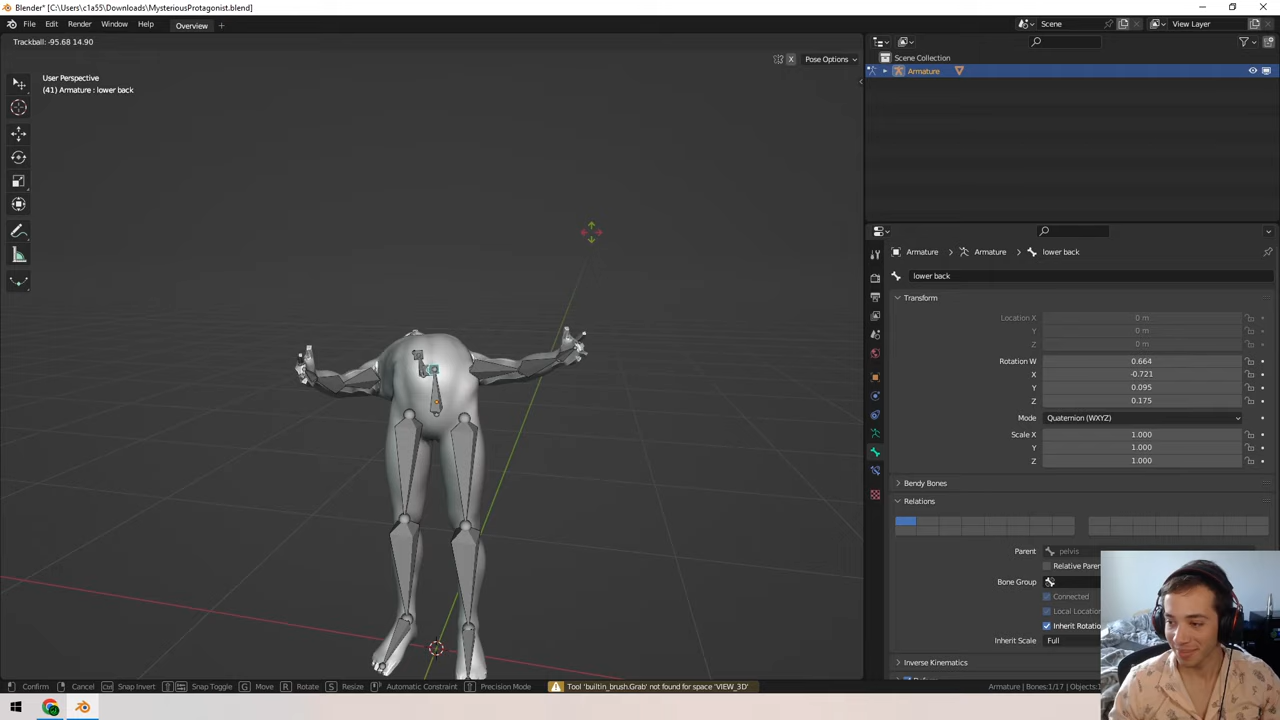 Blender* [C:\Users\c1a55\Downloads\MysteriousProtagonist.blend]
File Edit Render Window Help Overview + Scene View Layer
Trackball: -95.68 14.90
X Pose Options
User Perspective
(41) Armature : lower back
Scene Collection
Armature
Armature Armature lower back
lower back
Transform
Location X 0 m
Y 0 m
Z 0 m
Rotation W 0.664
X -0.721
Y 0.095
Z 0.175
Mode Quaternion (WXYZ)
Scale X 1.000
Y 1.000
Z 1.000
Bendy Bones
Relations
Parent pelvis
Relative Paren
Bone Group
Connected
Local Location
Inherit Rotatio
Inherit Scale Full
Inverse Kinematics
Confirm Cancel Snap Invert Snap Toggle G Move R Rotate S Resize Automatic Constraint Precision Mode Tool 'builtin_brush.Grab' not found for space 'VIEW_3D' Armature | Bones:1/17 | Objects:1